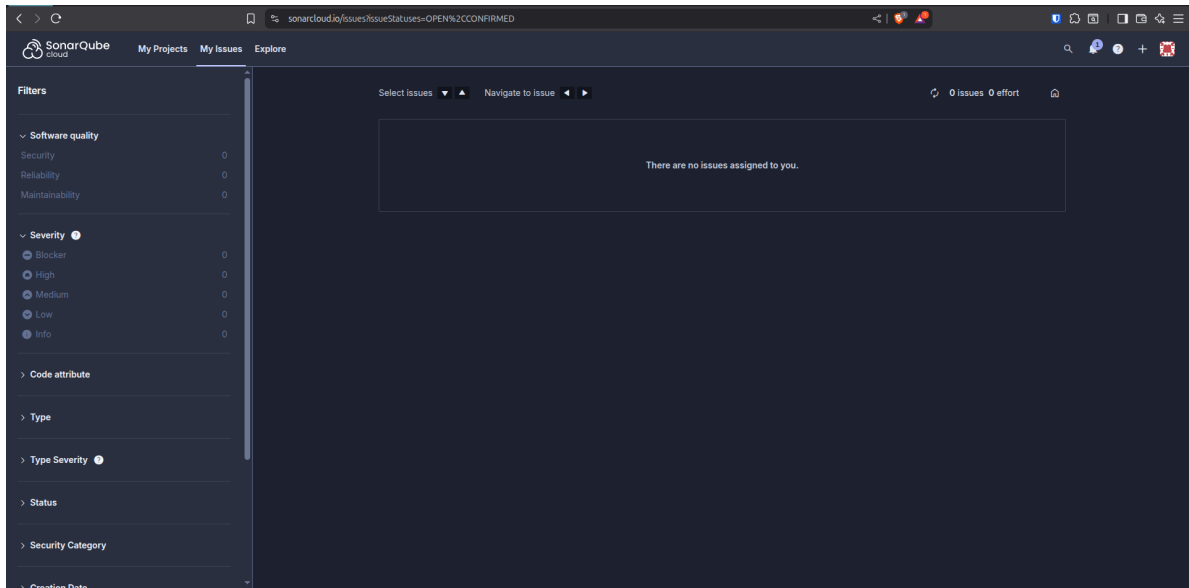 sonarcloud.io/issues?issueStatuses=OPEN%2CCONFIRMED
SonarQube cloud My Projects My Issues Explore 1 ?
Filters
Software quality
Security 0
Reliability 0
Maintainability 0
Severity ?
Blocker 0
High 0
Medium 0
Low 0
Info 0
Code attribute
Type
Type Severity ?
Status
Security Category
Creation Date
Select issues Navigate to issue 0 issues 0 effort
There are no issues assigned to you.